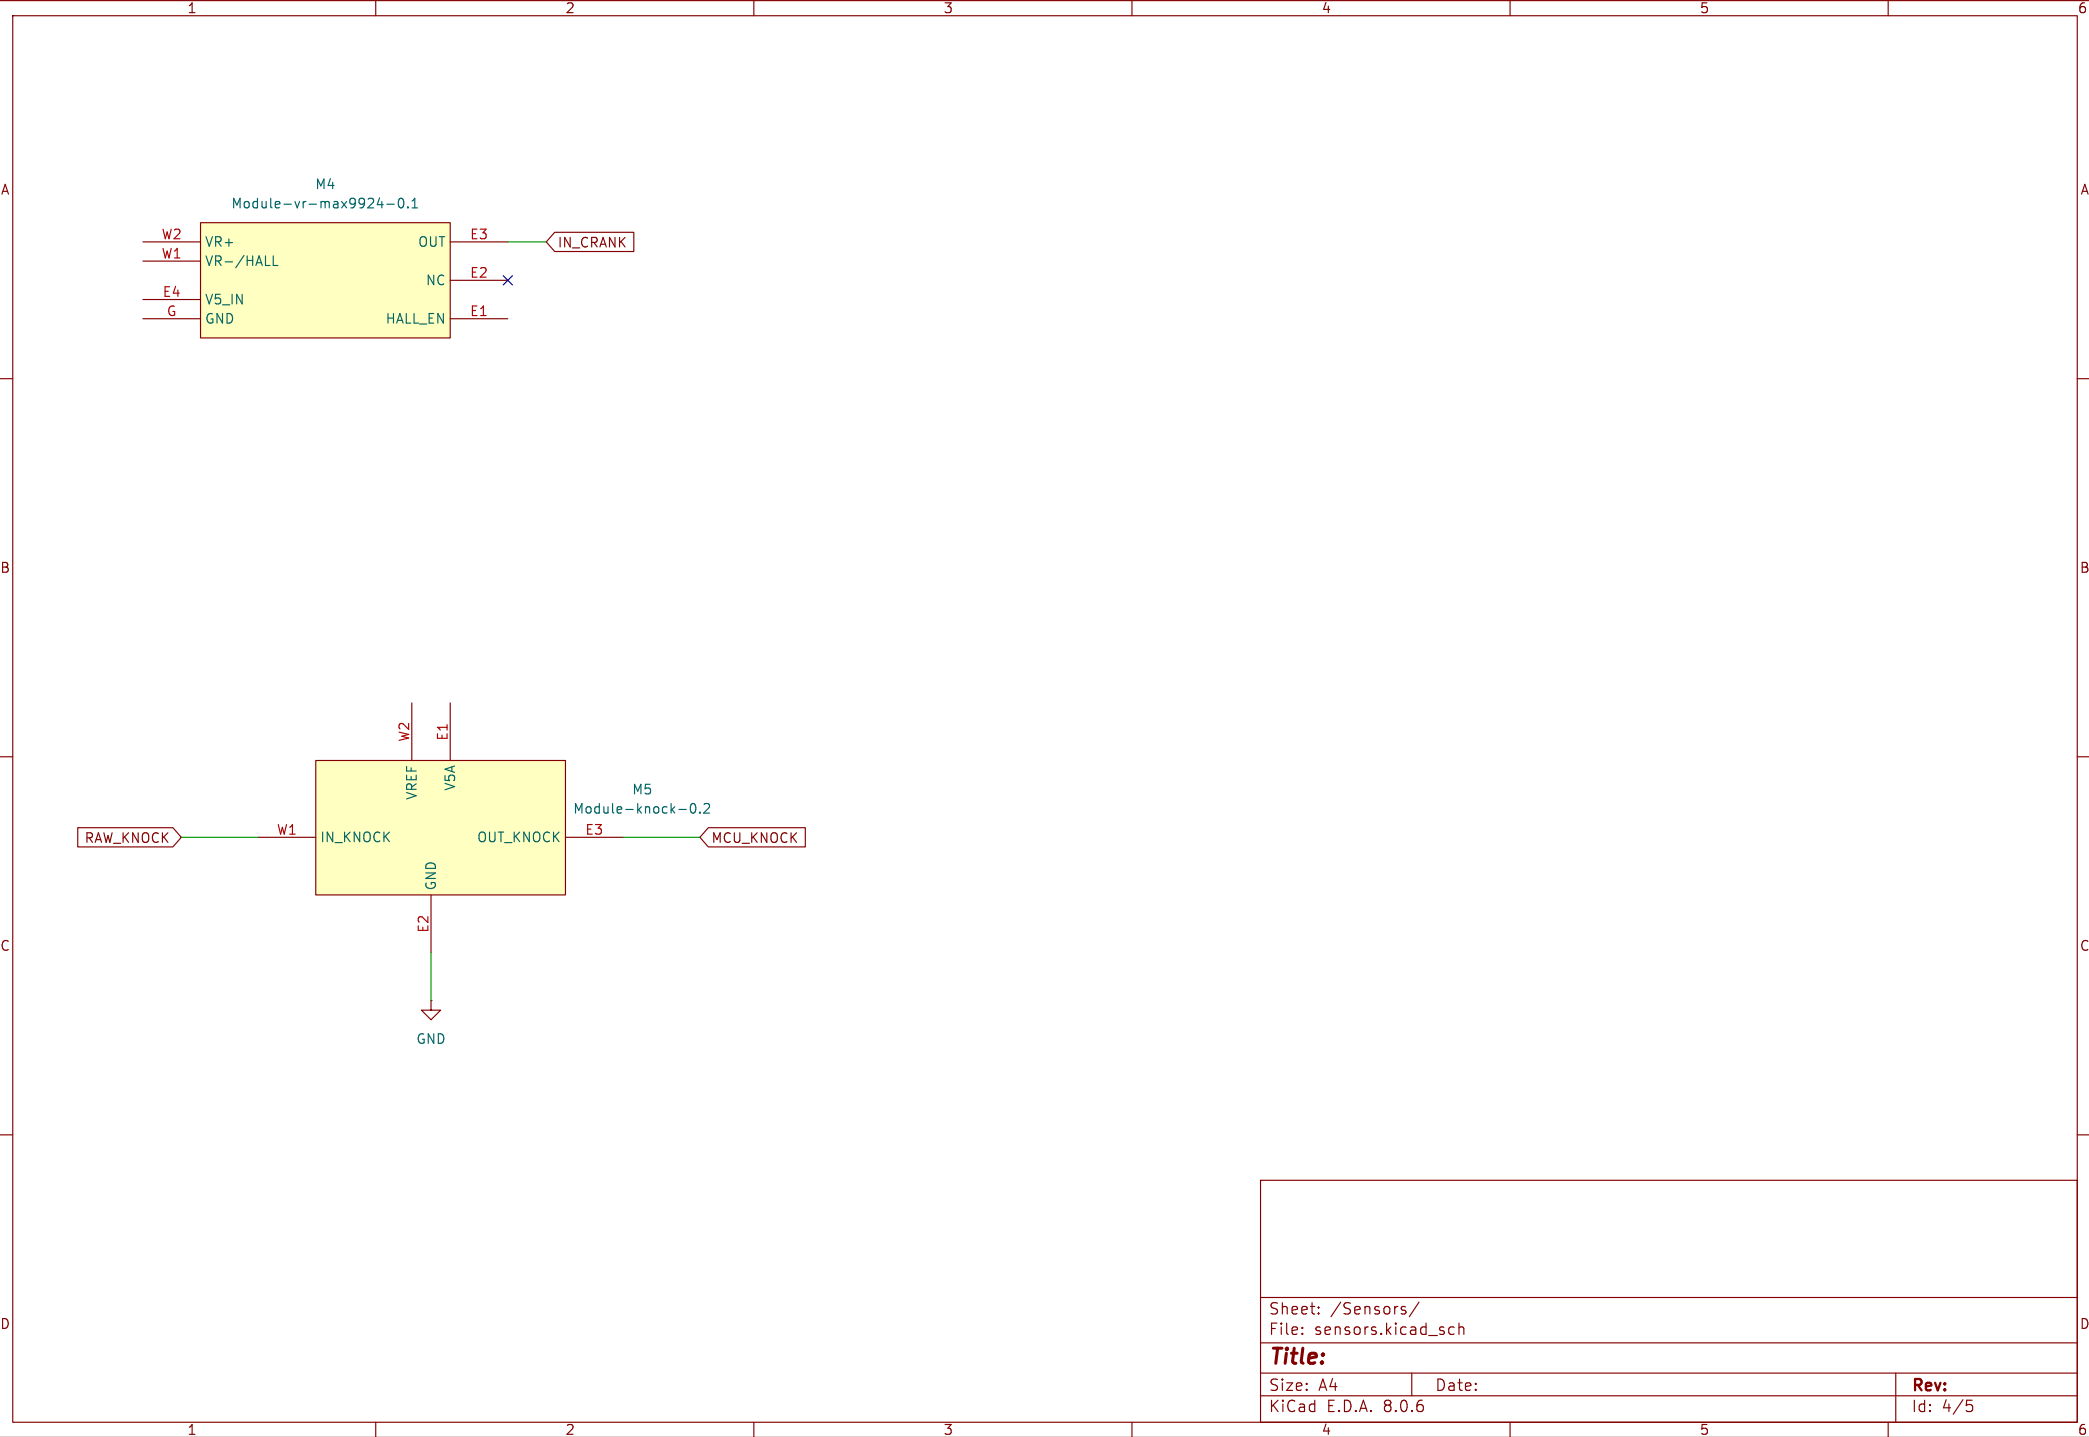 1 2 3 4 5 6
A A
M4
Module-vr-max9924-0.1
W2 VR+ OUT E3 IN_CRANK
W1 VR-/HALL
NC E2
E4 V5_IN
G GND HALL_EN E1
B B
W2 E1
VREF V5A
M5
Module-knock-0.2
RAW_KNOCK W1 IN_KNOCK OUT_KNOCK E3 MCU_KNOCK
GND
E2
C C
GND
Sheet: /Sensors/
D D
File: sensors.kicad_sch
Title:
Size: A4 Date: Rev:
KiCad E.D.A. 8.0.6 Id: 4/5
1 2 3 4 5 6